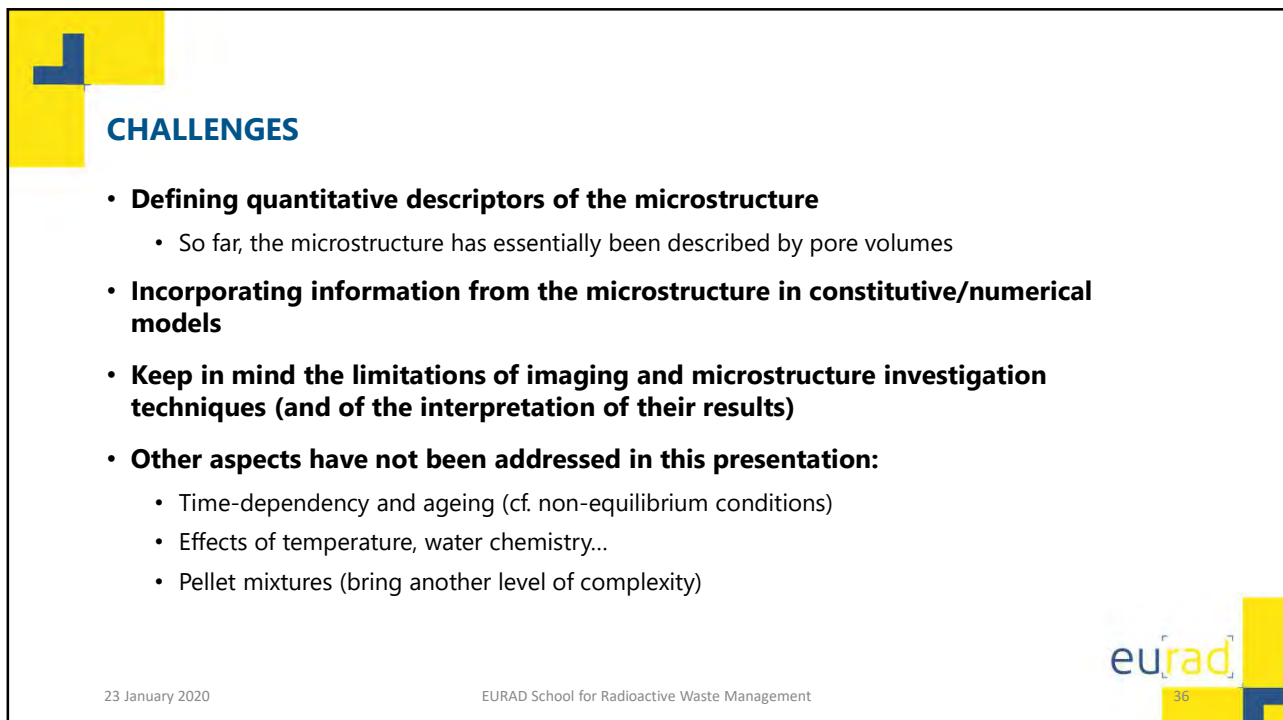 CHALLENGES
• Defining quantitative descriptors of the microstructure
• So far, the microstructure has essentially been described by pore volumes
• Incorporating information from the microstructure in constitutive/numerical
models
• Keep in mind the limitations of imaging and microstructure investigation
techniques (and of the interpretation of their results)
• Other aspects have not been addressed in this presentation:
• Time-dependency and ageing (cf. non-equilibrium conditions)
• Effects of temperature, water chemistry…
• Pellet mixtures (bring another level of complexity)
eurad
23 January 2020
EURAD School for Radioactive Waste Management
36